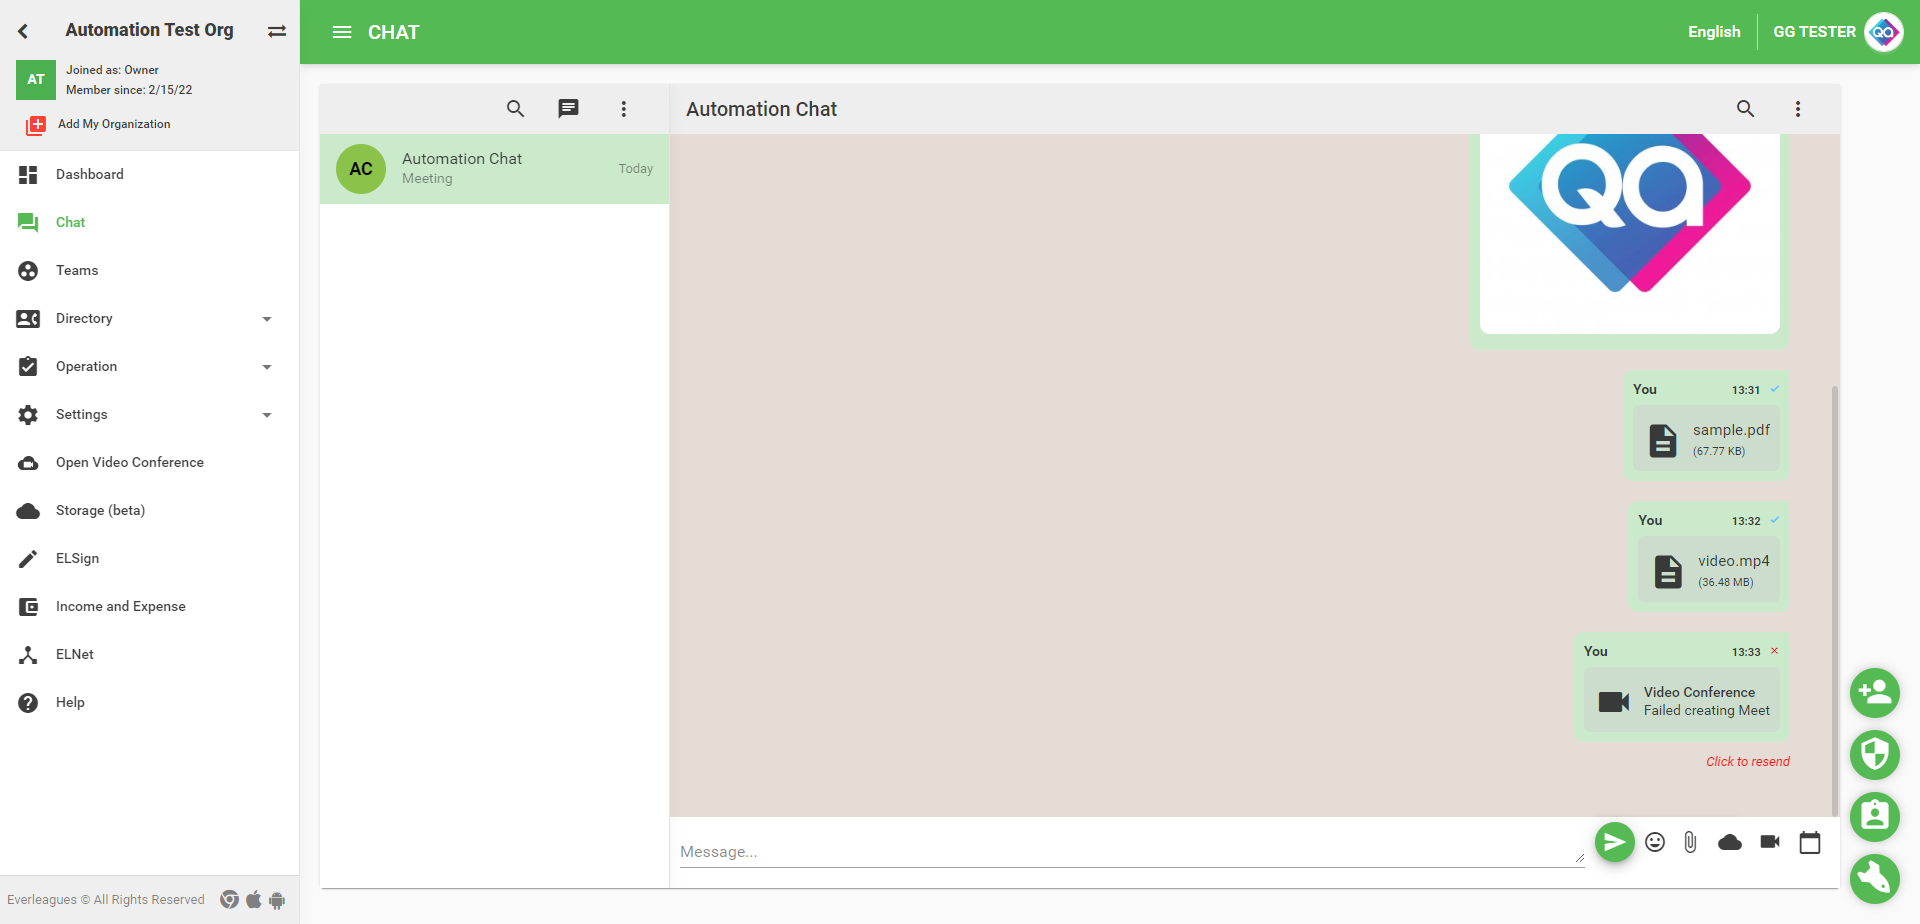 Automation Test Org
AT
Joined as: Owner
Member since: 2/15/22
Add My Organization
Dashboard
Chat
Teams
Directory
Operation
Settings
Open Video Conference
Storage (beta)
ELSign
Income and Expense
ELNet
Help
Everleagues © All Rights Reserved
CHAT
English
GG TESTER
QA
AC
Automation Chat
Meeting
Today
Automation Chat
Qa
You 13:31
sample.pdf
(67.77 KB)
You 13:32
video.mp4
(36.48 MB)
You 13:33
Video Conference
Failed creating Meet
Click to resend
Message...